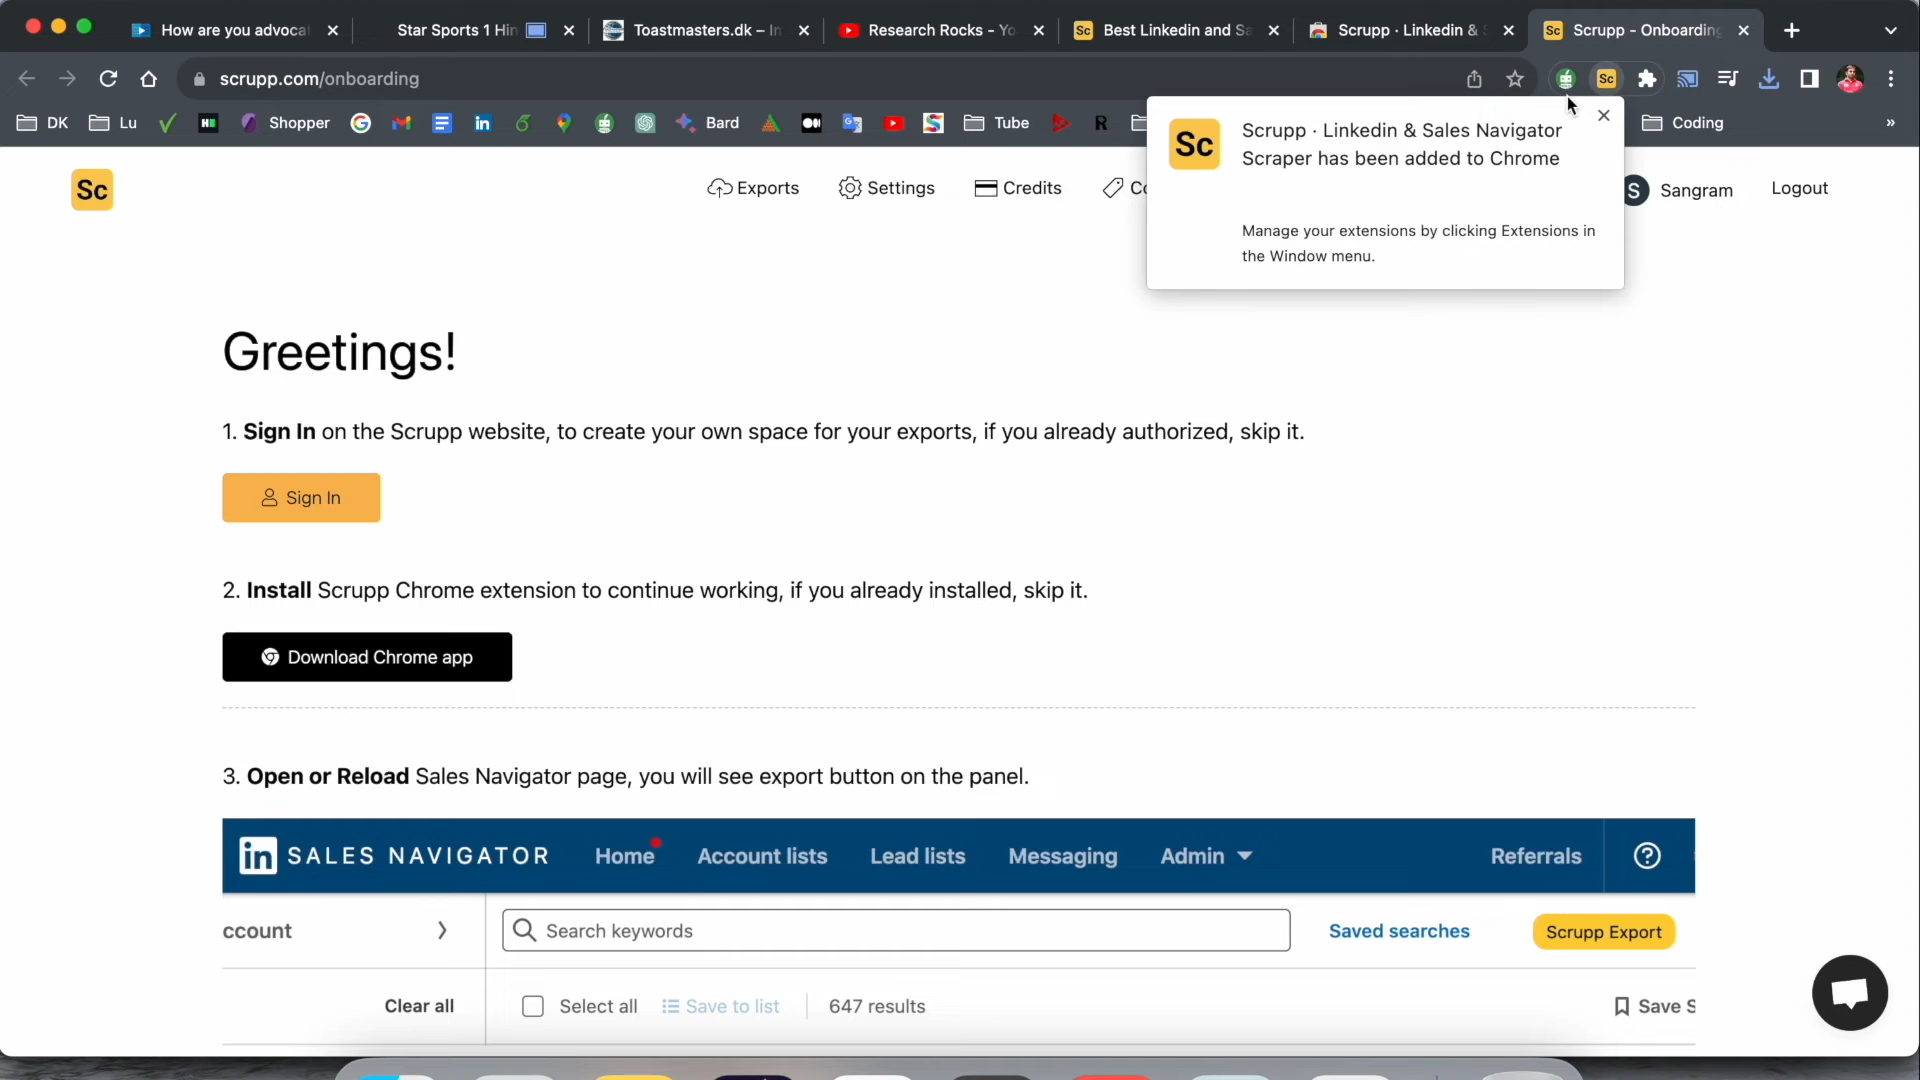 How are you advoca
Star Sports 1 Hin
Toastmasters.dk – In
Research Rocks - Yo
Sc
Best Linkedin and Sa
Scrupp · Linkedin & S
Sc
Scrupp - Onboarding
scrupp.com/onboarding
Sc
DK
Lu
Shopper
Bard
Tube
Coding
»
Sc
Scrupp · Linkedin & Sales Navigator
Scraper has been added to Chrome
Manage your extensions by clicking Extensions in
the Window menu.
Sc
Exports
Settings
Credits
Co
S
Sangram
Logout
Greetings!
1. Sign In on the Scrupp website, to create your own space for your exports, if you already authorized, skip it.
Sign In
2. Install Scrupp Chrome extension to continue working, if you already installed, skip it.
Download Chrome app
3. Open or Reload Sales Navigator page, you will see export button on the panel.
in SALES NAVIGATOR
Home
Account lists
Lead lists
Messaging
Admin
Referrals
?
ccount
Search keywords
Saved searches
Scrupp Export
Clear all
Select all
Save to list
647 results
Save S